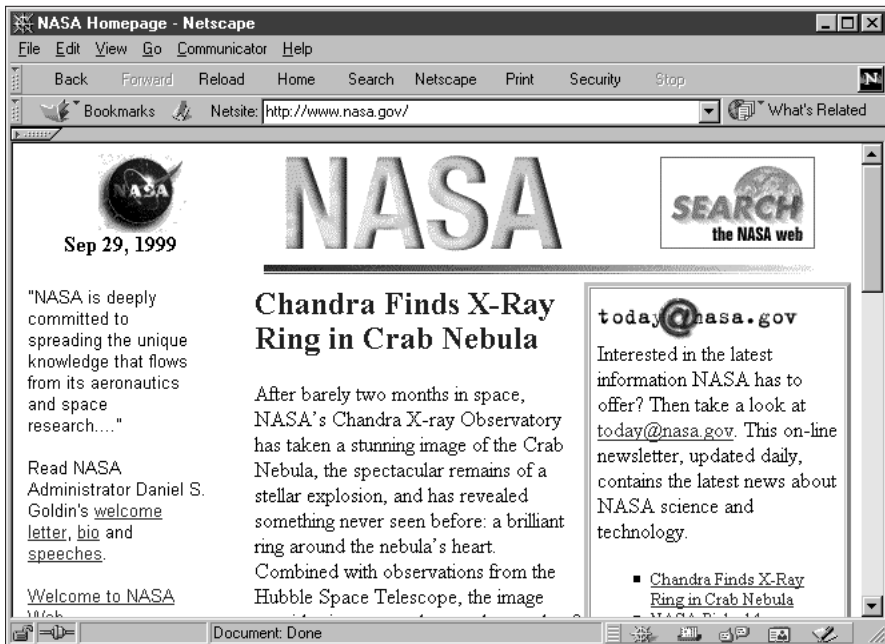 NASA Homepage - Netscape
File Edit View Go Communicator Help
Back Forward Reload Home Search Netscape Print Security Stop
N
Bookmarks Netsite: http://www.nasa.gov/ What's Related
NASA
Sep 29, 1999
"NASA is deeply
committed to
spreading the unique
knowledge that flows
from its aeronautics
and space
research...."
Read NASA
Administrator Daniel S.
Goldin's welcome
letter, bio and
speeches.
Welcome to NASA
Web
NASA
Chandra Finds X-Ray
Ring in Crab Nebula
After barely two months in space,
NASA's Chandra X-ray Observatory
has taken a stunning image of the Crab
Nebula, the spectacular remains of a
stellar explosion, and has revealed
something never seen before: a brilliant
ring around the nebula's heart.
Combined with observations from the
Hubble Space Telescope, the image
SEARCH
the NASA web
today@nasa.gov
Interested in the latest
information NASA has to
offer? Then take a look at
today@nasa.gov. This on-line
newsletter, updated daily,
contains the latest news about
NASA science and
technology.
Chandra Finds X-Ray
Ring in Crab Nebula
NASA
Document: Done